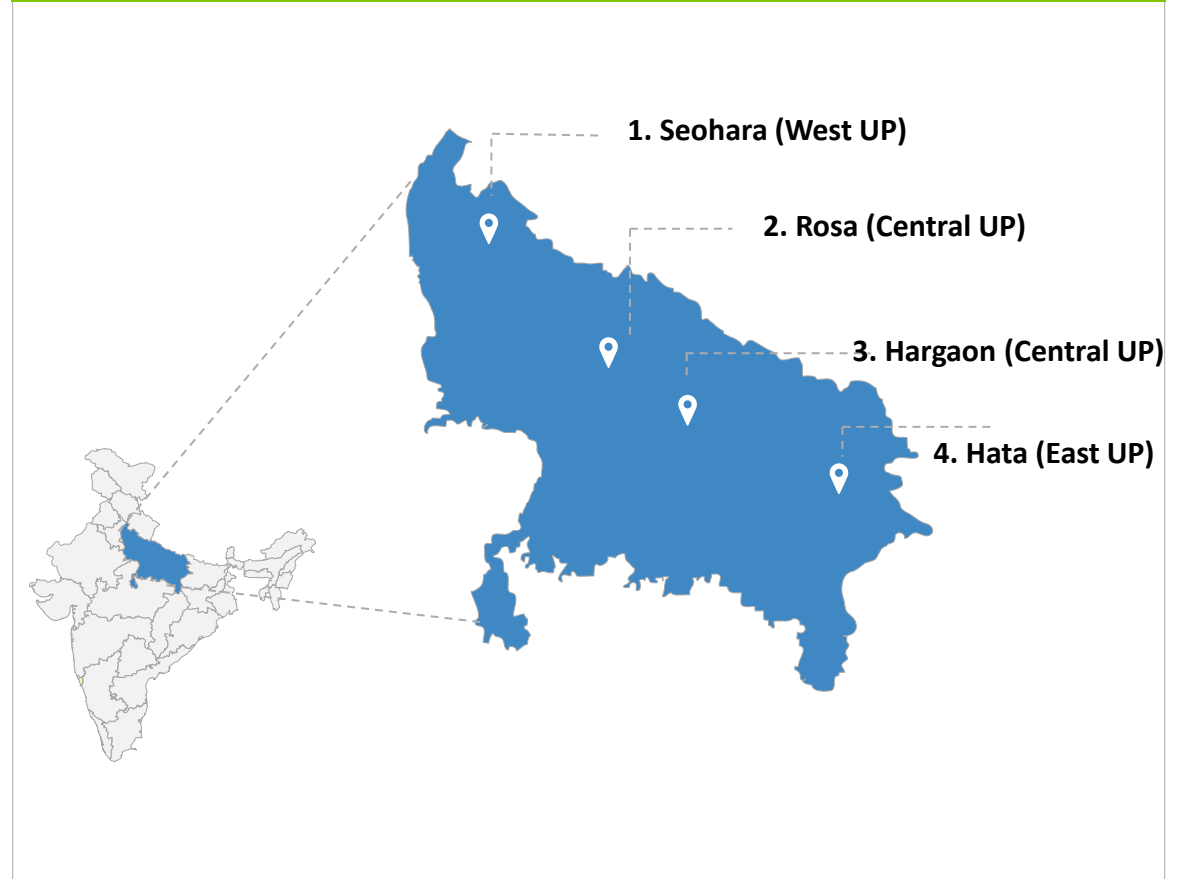 1. Seohara (West UP)
2. Rosa (Central UP)
3. Hargaon (Central UP)
4. Hata (East UP)